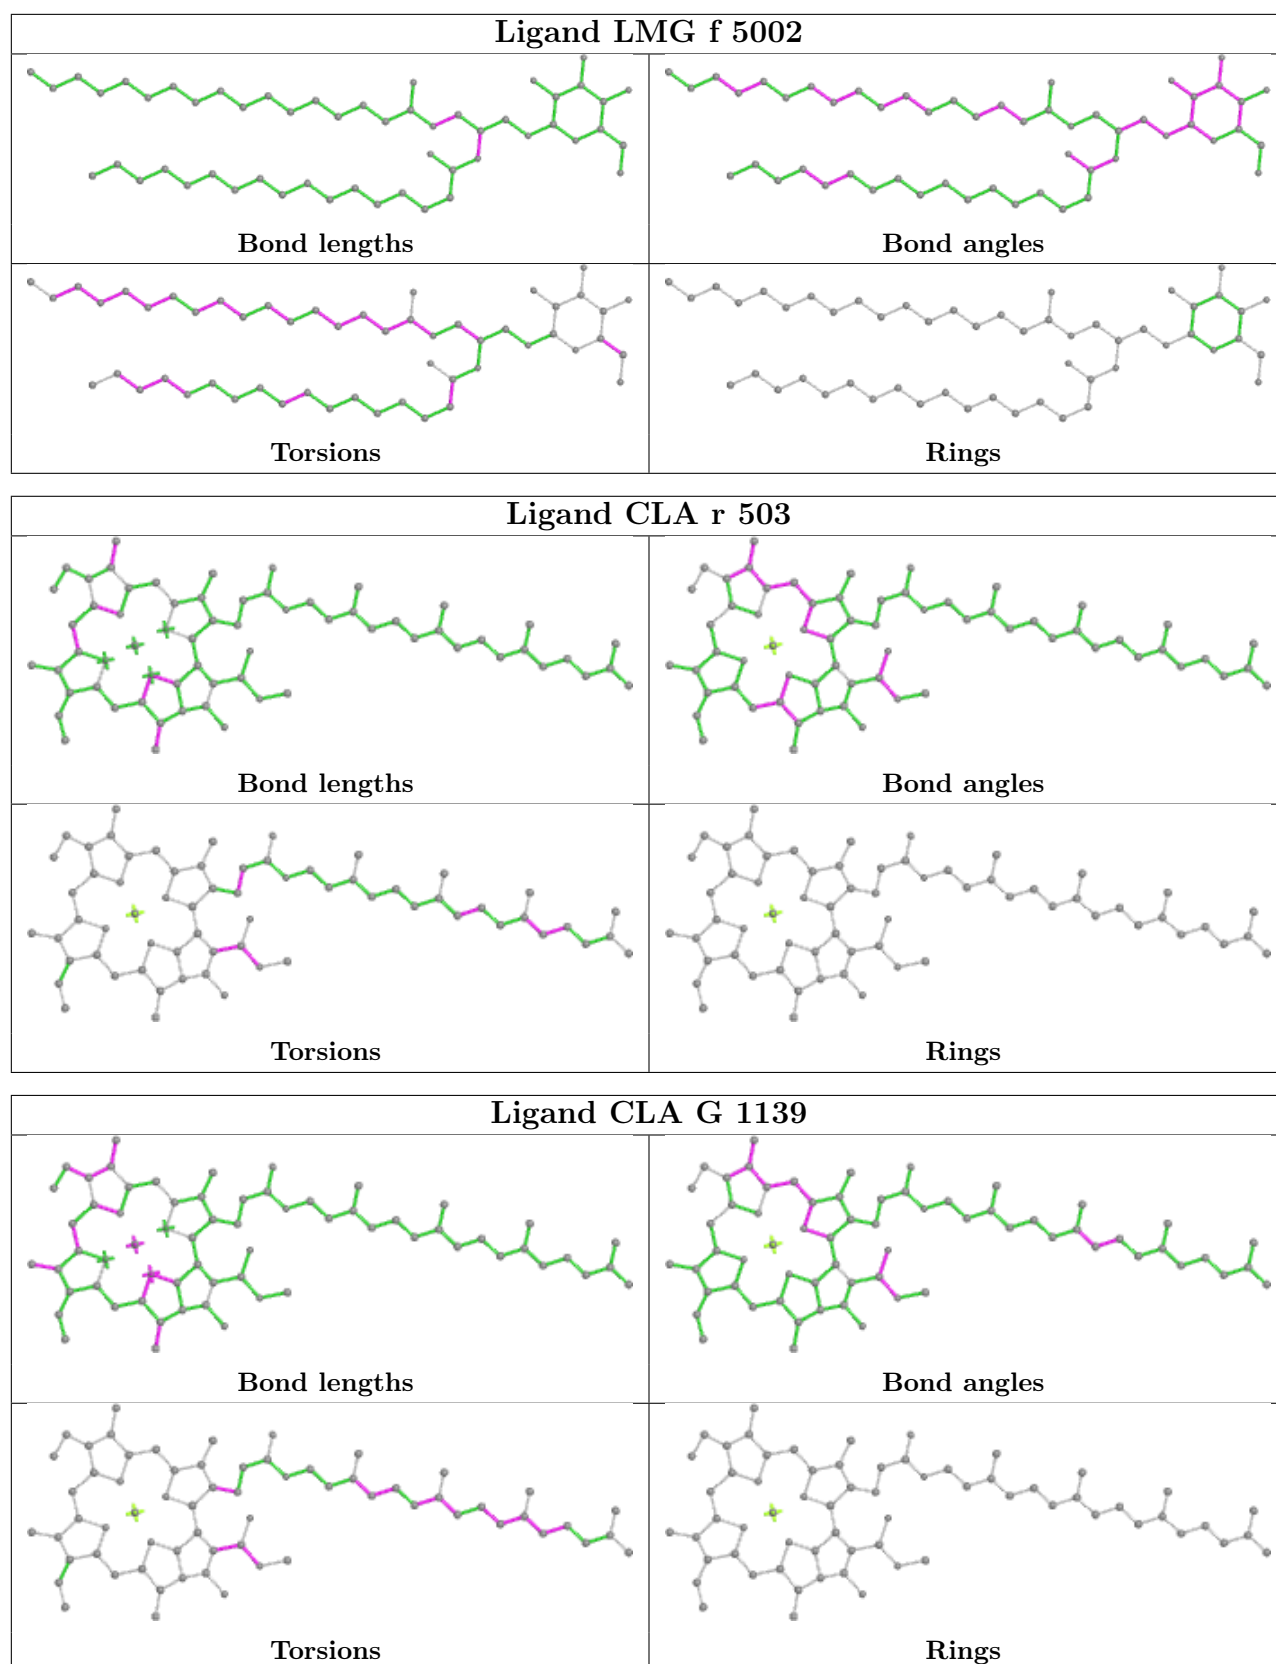 Ligand LMG f 5002
Bond lengths
Bond angles
Torsions
Rings
Ligand CLA r 503
Bond lengths
Bond angles
Torsions
Rings
Ligand CLA G 1139
Bond lengths
Bond angles
Torsions
Rings